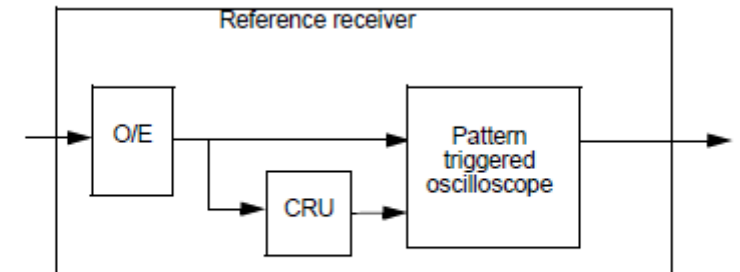 Reference receiver
O/E
Pattern
triggered
oscilloscope
CRU